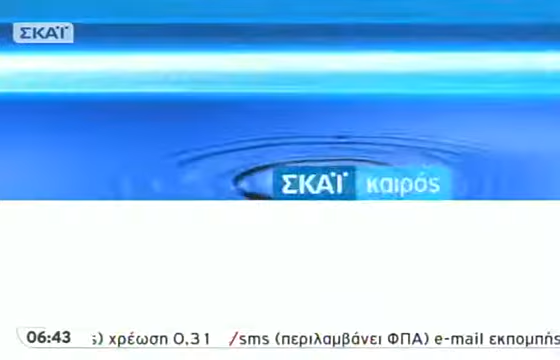 ΣΚΑΪ
ΣΚΑΪ καιρός
06:43 ς) χρέωση 0,31 /sms (περιλαμβάνει ΦΠΑ) e-mail εκπομπής